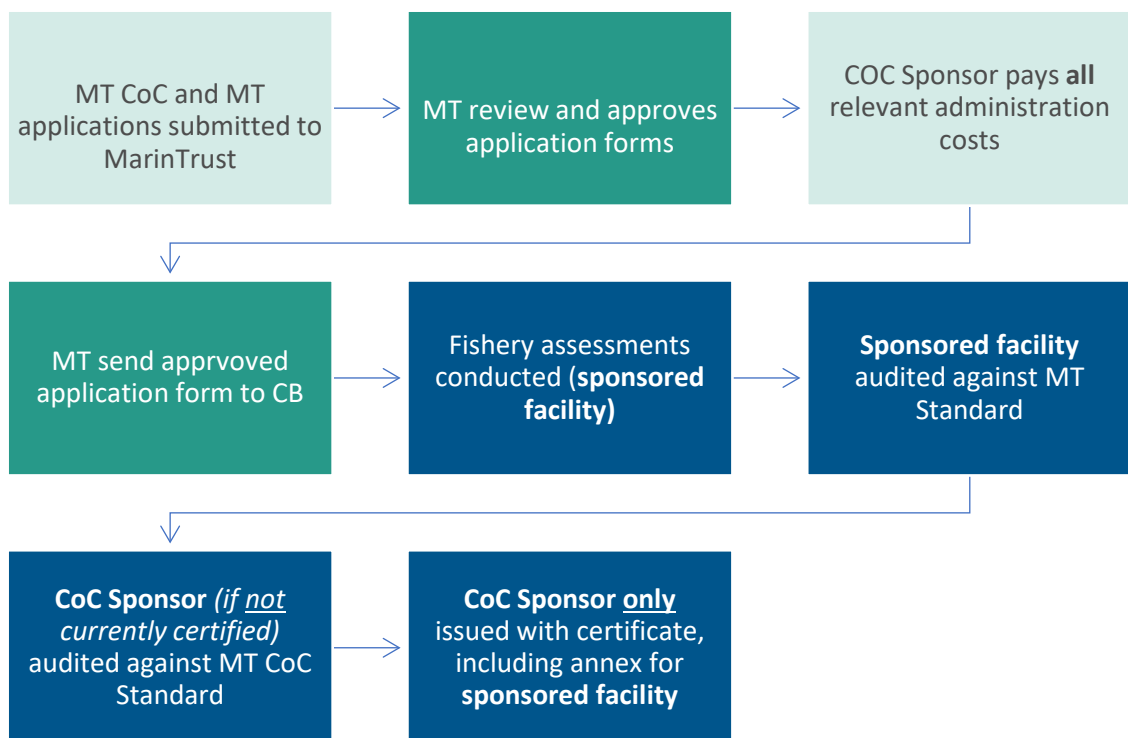 MT CoC and MT
applications submitted to
MarinTrust
MT review and approves
application forms
COC Sponsor pays all
relevant administration
costs
MT send apprvoved
application form to CB
Fishery assessments
conducted (sponsored
facility)
Sponsored facility
audited against MT
Standard
CoC Sponsor (if not
currently certified)
audited against MT CoC
Standard
CoC Sponsor only
issued with certificate,
including annex for
sponsored facility